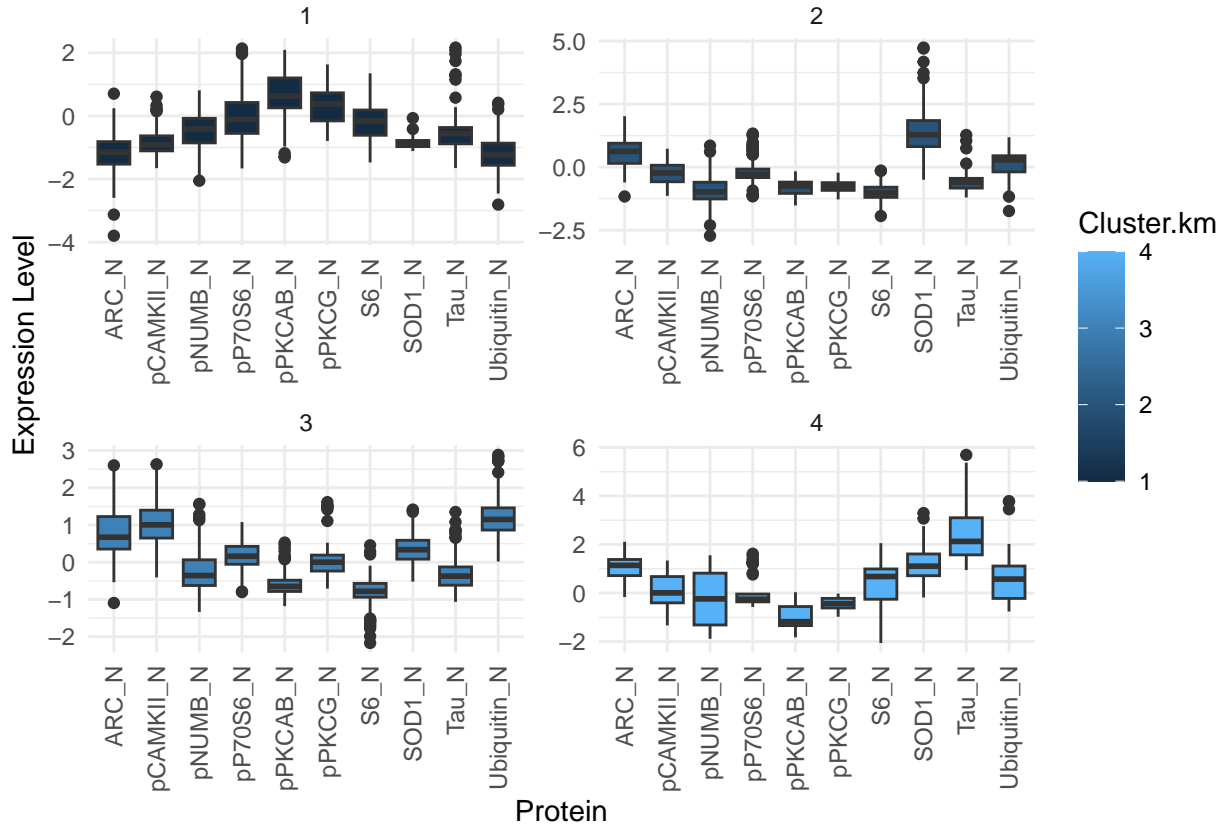 1
2
2
0
−2
−4
5.0
2.5
0.0
−2.5
ARC_N
pCAMKII_N
pNUMB_N
pP70S6_N
pPKCAB_N
pPKCG_N
S6_N
SOD1_N
Tau_N
Ubiquitin_N
ARC_N
pCAMKII_N
pNUMB_N
pP70S6_N
pPKCAB_N
pPKCG_N
S6_N
SOD1_N
Tau_N
Ubiquitin_N
3
4
3
2
1
0
−1
−2
6
4
2
0
−2
ARC_N
pCAMKII_N
pNUMB_N
pP70S6_N
pPKCAB_N
pPKCG_N
S6_N
SOD1_N
Tau_N
Ubiquitin_N
ARC_N
pCAMKII_N
pNUMB_N
pP70S6_N
pPKCAB_N
pPKCG_N
S6_N
SOD1_N
Tau_N
Ubiquitin_N
Expression Level
Protein
Cluster.km
4
3
2
1